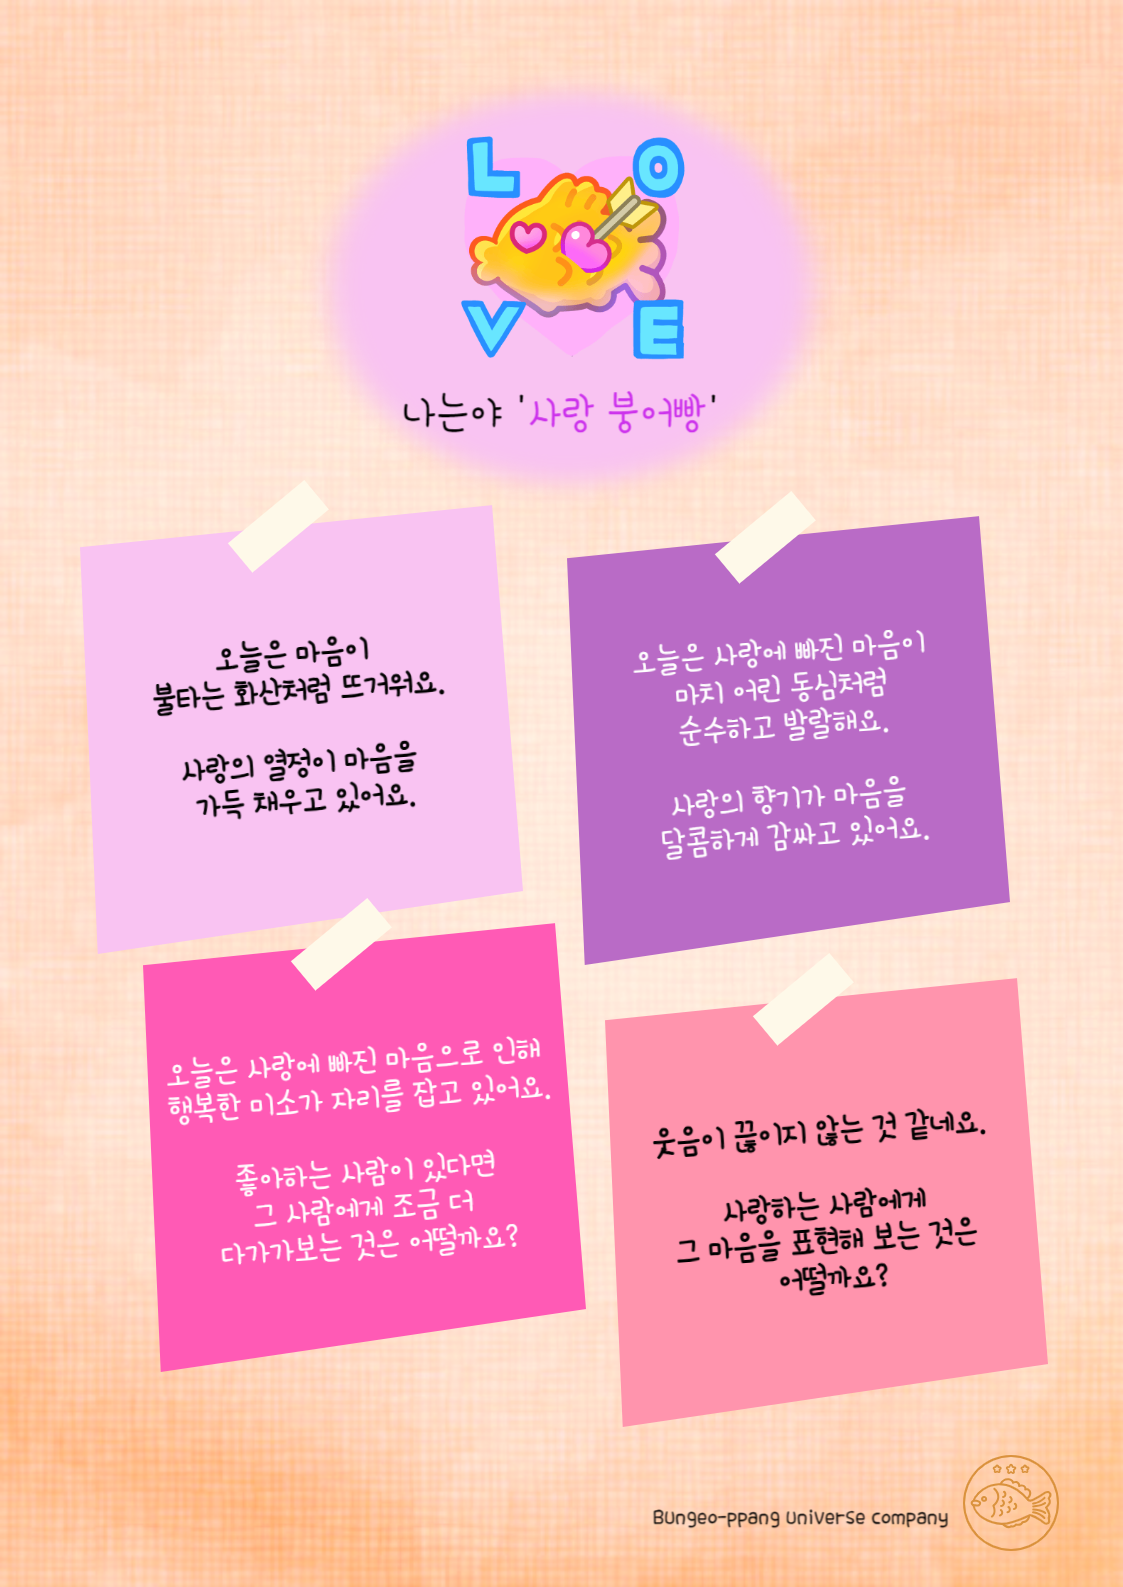 L O
V E
나는야 '사랑 붕어빵'
오늘은 마음이
불타는 화산처럼 뜨거워요.
사랑의 열정이 마음을
가득 채우고 있어요.
오늘은 사랑에 빠진 마음이
마치 어린 동심처럼
순수하고 발랄해요.
사랑의 향기가 마음을
달콤하게 감싸고 있어요.
오늘은 사랑에 빠진 마음으로 인해
행복한 미소가 자리를 잡고 있어요.
좋아하는 사람이 있다면
그 사람에게 조금 더
다가가보는 것은 어떨까요?
웃음이 끊이지 않는 것 같네요.
사랑하는 사람에게
그 마음을 표현해 보는 것은
어떨까요?
Bungeo-ppang Universe company